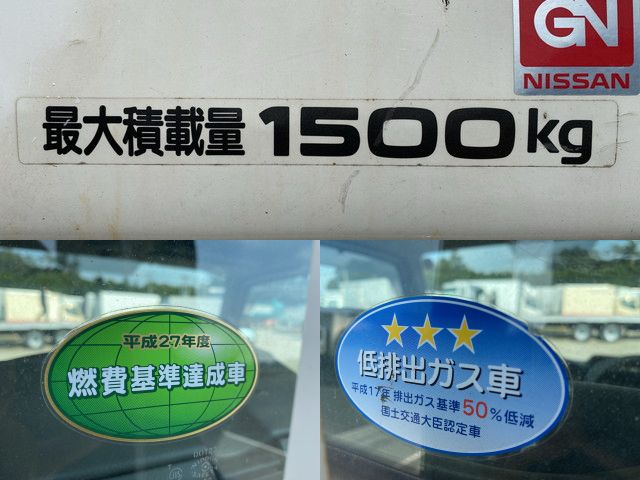 GN
NISSAN
最大積載量 1500kg
平成27年度
燃費基準達成車
低排出ガス車
平成17年 排出ガス基準50%低減
国土交通大臣認定車